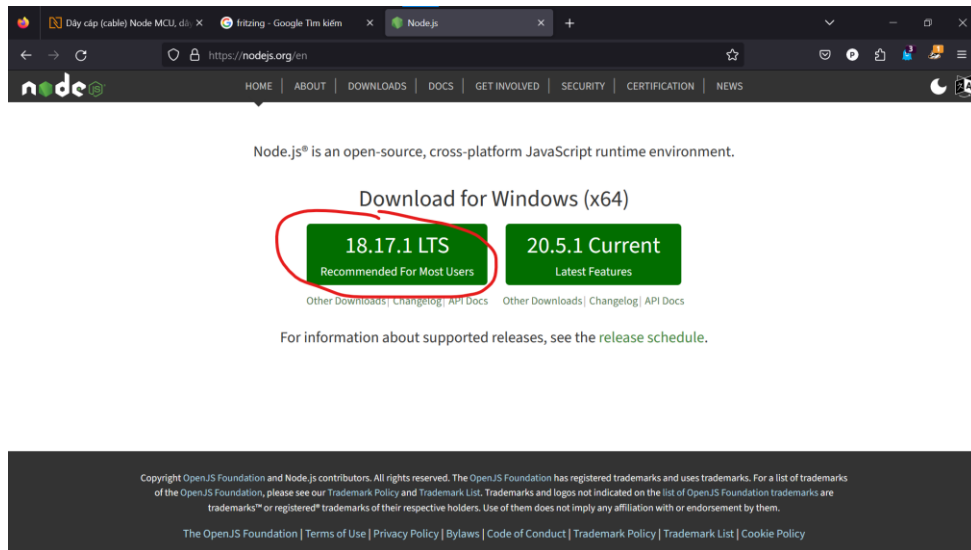 Dây cáp (cable) Node MCU, dâ
fritzing - Google Tìm kiếm
Node.js
https://nodejs.org/en
node JS
HOME | ABOUT | DOWNLOADS | DOCS | GET INVOLVED | SECURITY | CERTIFICATION | NEWS
Node.js® is an open-source, cross-platform JavaScript runtime environment.
Download for Windows (x64)
18.17.1 LTS
Recommended For Most Users
20.5.1 Current
Latest Features
Other Downloads | Changelog | API Docs
Other Downloads | Changelog | API Docs
For information about supported releases, see the release schedule.
Copyright OpenJS Foundation and Node.js contributors. All rights reserved. The OpenJS Foundation has registered trademarks and uses trademarks. For a list of trademarks
of the OpenJS Foundation, please see our Trademark Policy and Trademark List. Trademarks and logos not indicated on the list of OpenJS Foundation trademarks are
trademarks™ or registered® trademarks of their respective holders. Use of them does not imply any affiliation with or endorsement by them.
The OpenJS Foundation | Terms of Use | Privacy Policy | Bylaws | Code of Conduct | Trademark Policy | Trademark List | Cookie Policy